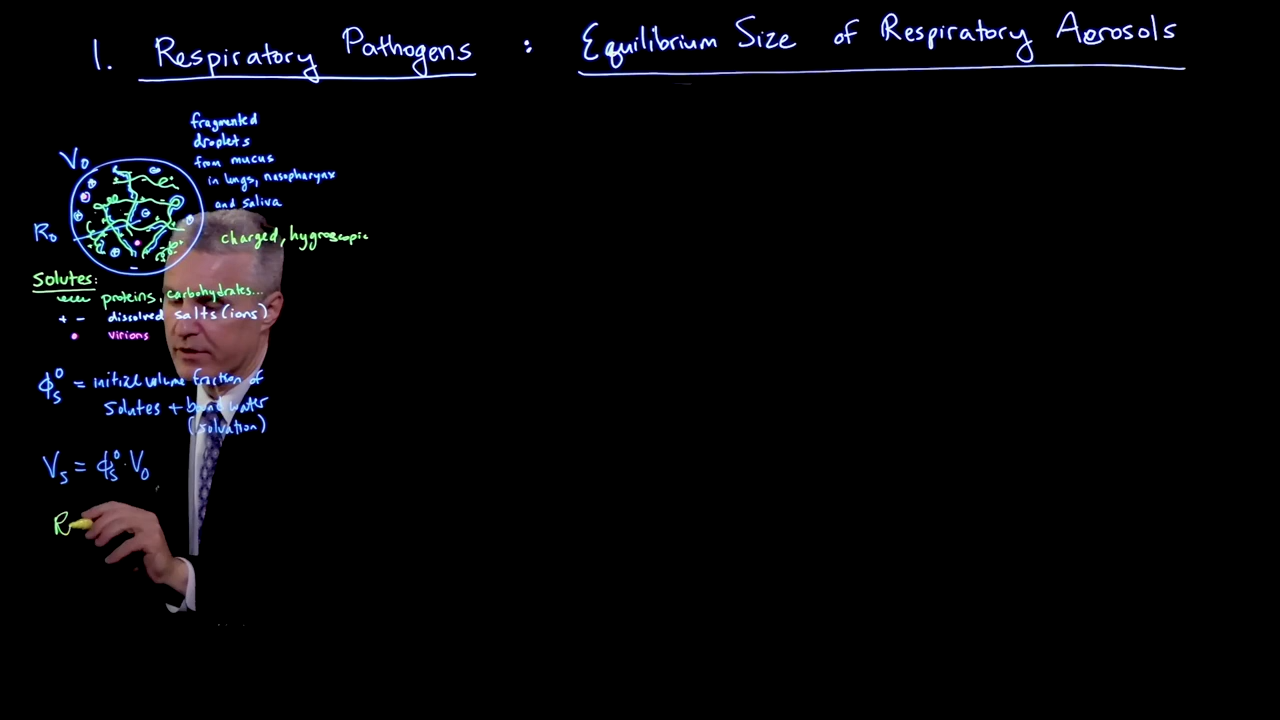 1. Respiratory Pathogens : Equilibrium Size of Respiratory Aerosols
fragmented
droplets
from mucus
in lungs, nasopharynx
and saliva
V₀
R₀
charged, hygroscopic
Solutes:
proteins, carbohydrates...
+ - dissolved salts (ions)
• virions
ϕₛ⁰ = initial volume fraction of
solutes + bound water
(solvation)
Vₛ = ϕₛ⁰·V₀
R